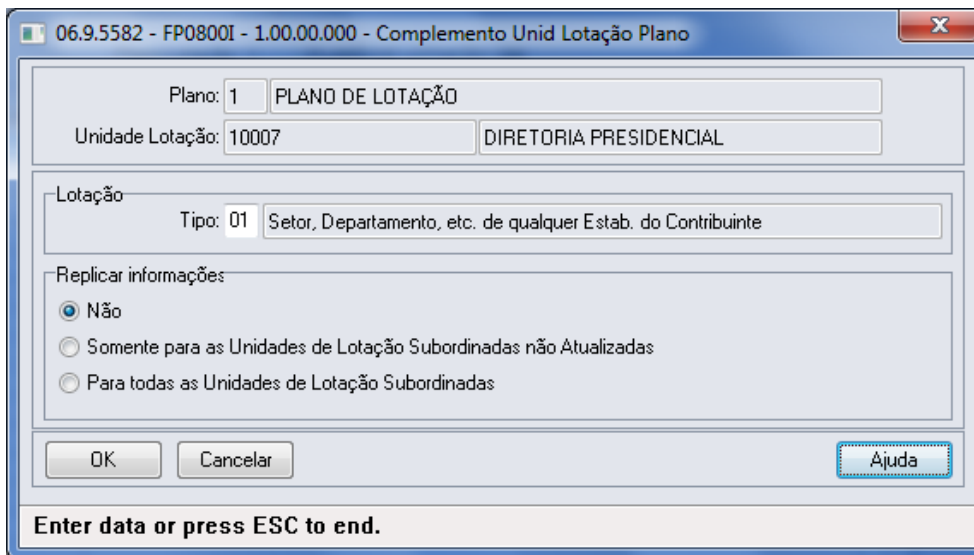 06.9.5582 - FP0800I - 1.00.00.000 - Complemento Unid Lotação Plano
Plano: 1 PLANO DE LOTAÇÃO
Unidade Lotação: 10007 DIRETORIA PRESIDENCIAL
Lotação
Tipo: 01 Setor, Departamento, etc. de qualquer Estab. do Contribuinte
Replicar informações
Não
Somente para as Unidades de Lotação Subordinadas não Atualizadas
Para todas as Unidades de Lotação Subordinadas
OK Cancelar Ajuda
Enter data or press ESC to end.